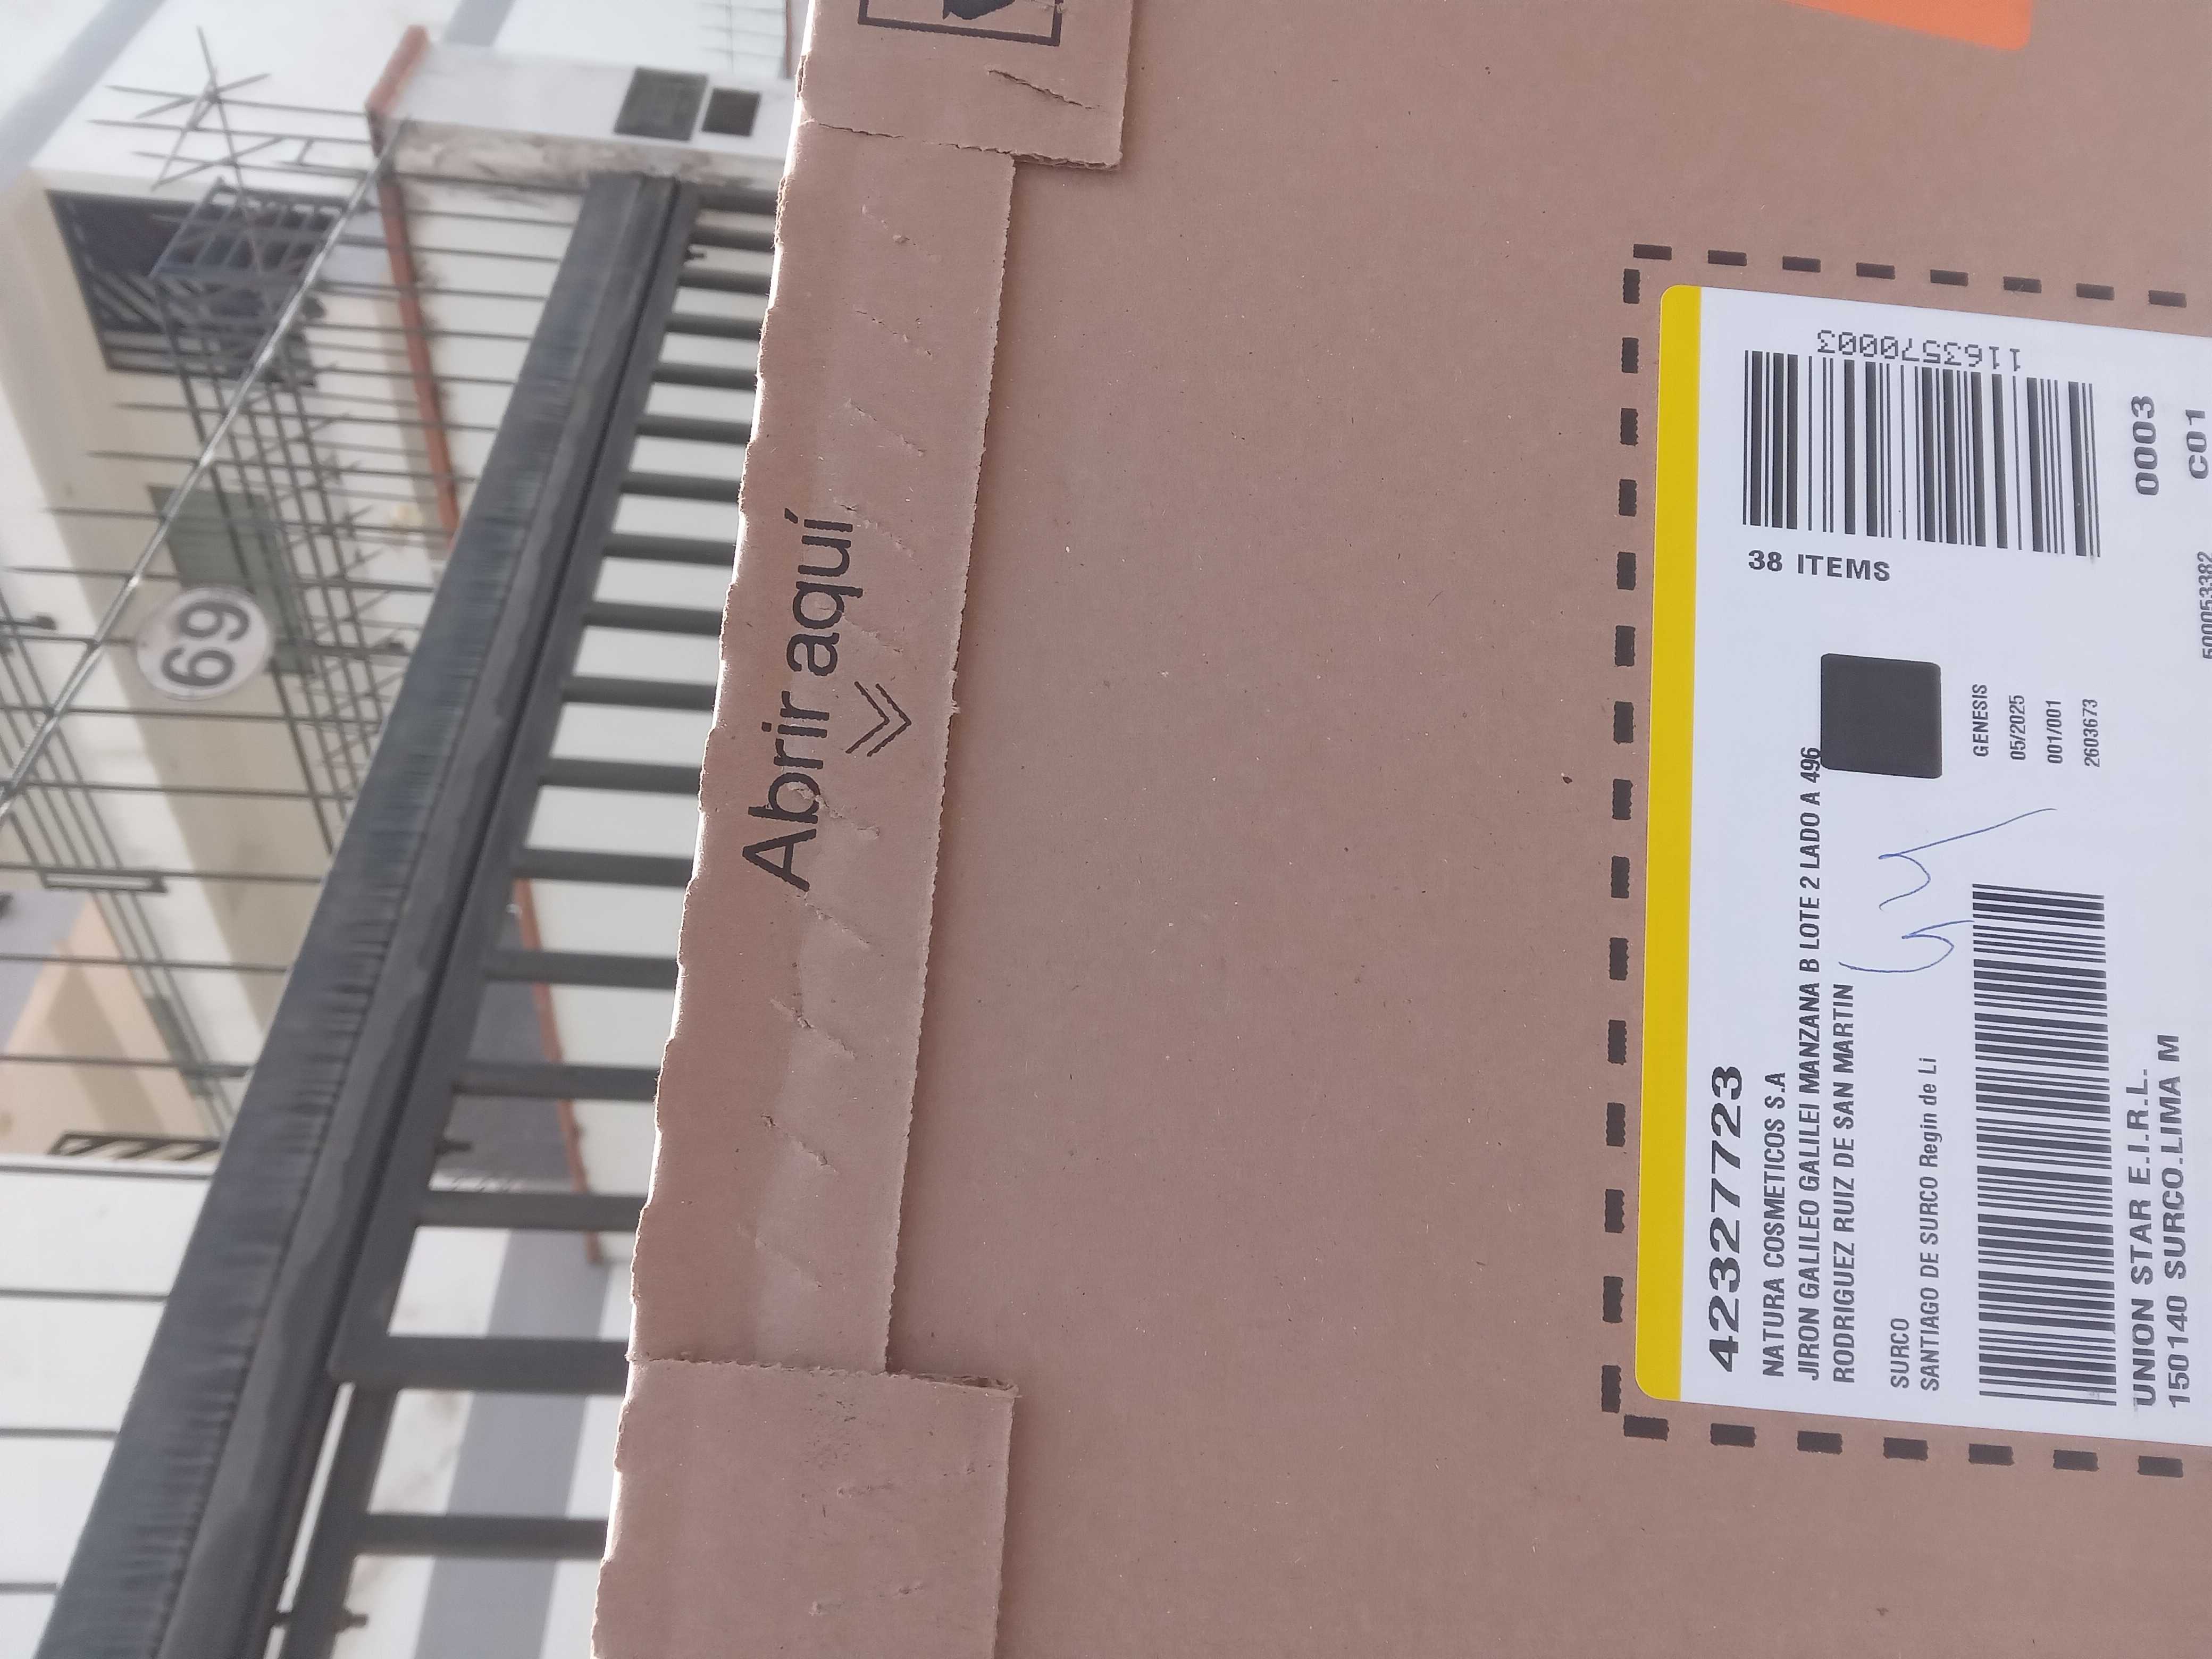 69
Abrir aquí
42327723
NATURA COSMETICOS S.A
JIRON GALILEO GALILEI MANZANA B LOTE 2 LADO A 496
RODRIGUEZ RUIZ DE SAN MARTIN
SURCO
SANTIAGO DE SURCO Regin de Li
GENESIS
05/2025
001/001
2603673
38 ITEMS
1163570003
UNION STAR E.I.R.L.
00003
150140 SURCO.LIMA M
C01